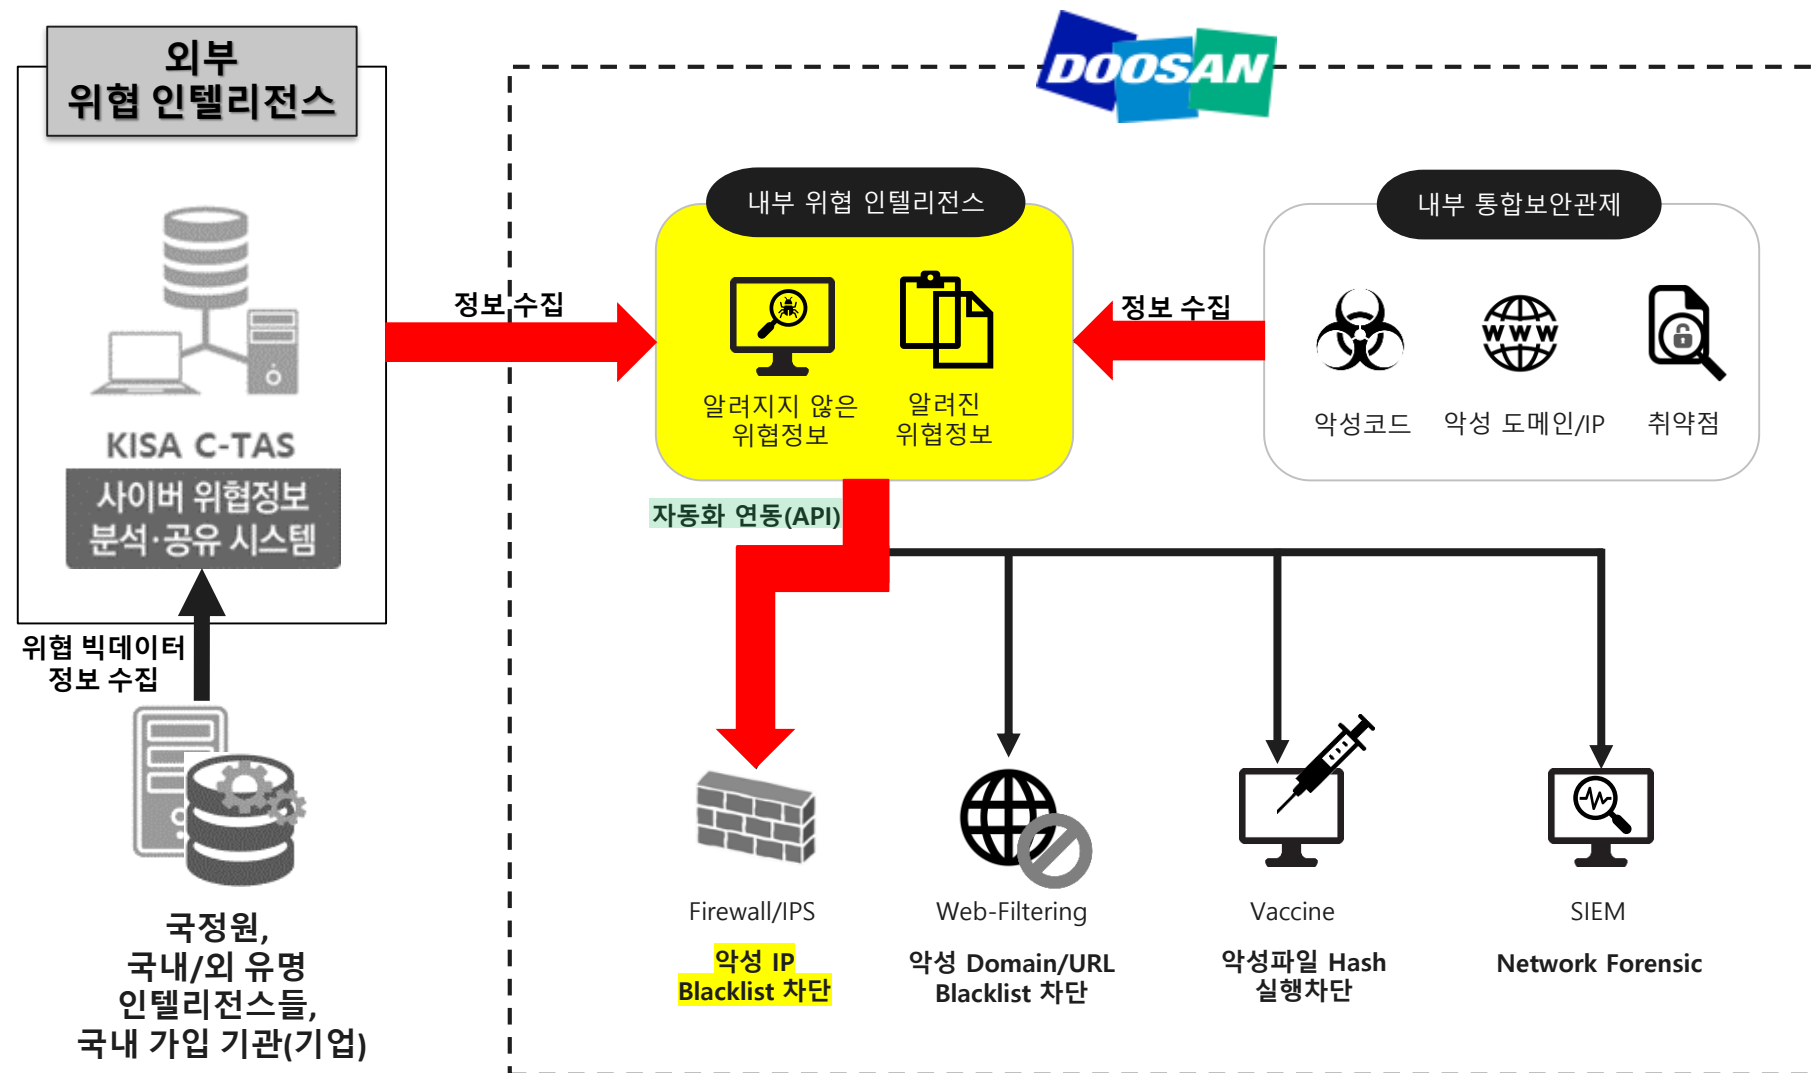 외부
위협 인텔리전스
KISA C-TAS
사이버 위협정보
분석·공유 시스템
위협 빅데이터
정보 수집
국정원,
국내/외 유명
인텔리전스들,
국내 가입 기관(기업)
정보 수집
DOOSAN
내부 위협 인텔리전스
알려지지 않은
위협정보
알려진
위협정보
정보 수집
내부 통합보안관제
WWW
악성코드
악성 도메인/IP
취약점
자동화 연동(API)
Firewall/IPS
악성 IP
Blacklist 차단
Web-Filtering
악성 Domain/URL
Blacklist 차단
Vaccine
악성파일 Hash
실행차단
SIEM
Network Forensic